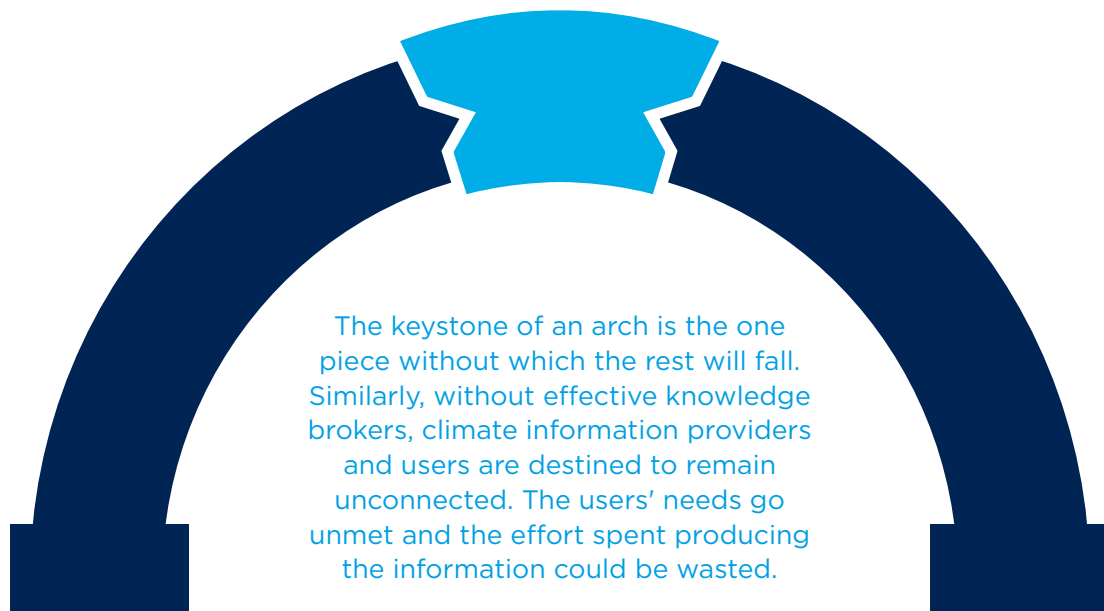 The keystone of an arch is the one
piece without which the rest will fall.
Similarly, without effective knowledge
brokers, climate information providers
and users are destined to remain
unconnected. The users' needs go
unmet and the effort spent producing
the information could be wasted.